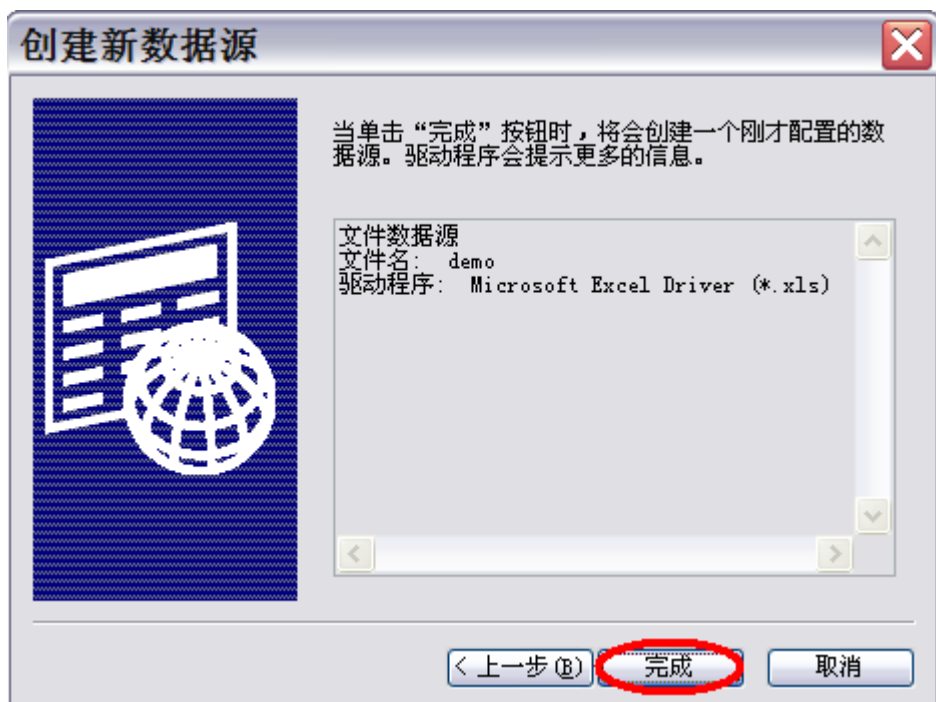 创建新数据源
当单击“完成”按钮时，将会创建一个刚才配置的数
据源。驱动程序会提示更多的信息。
文件数据源
文件名： demo
驱动程序： Microsoft Excel Driver (*.xls)
< 上一步(B) 完成 取消